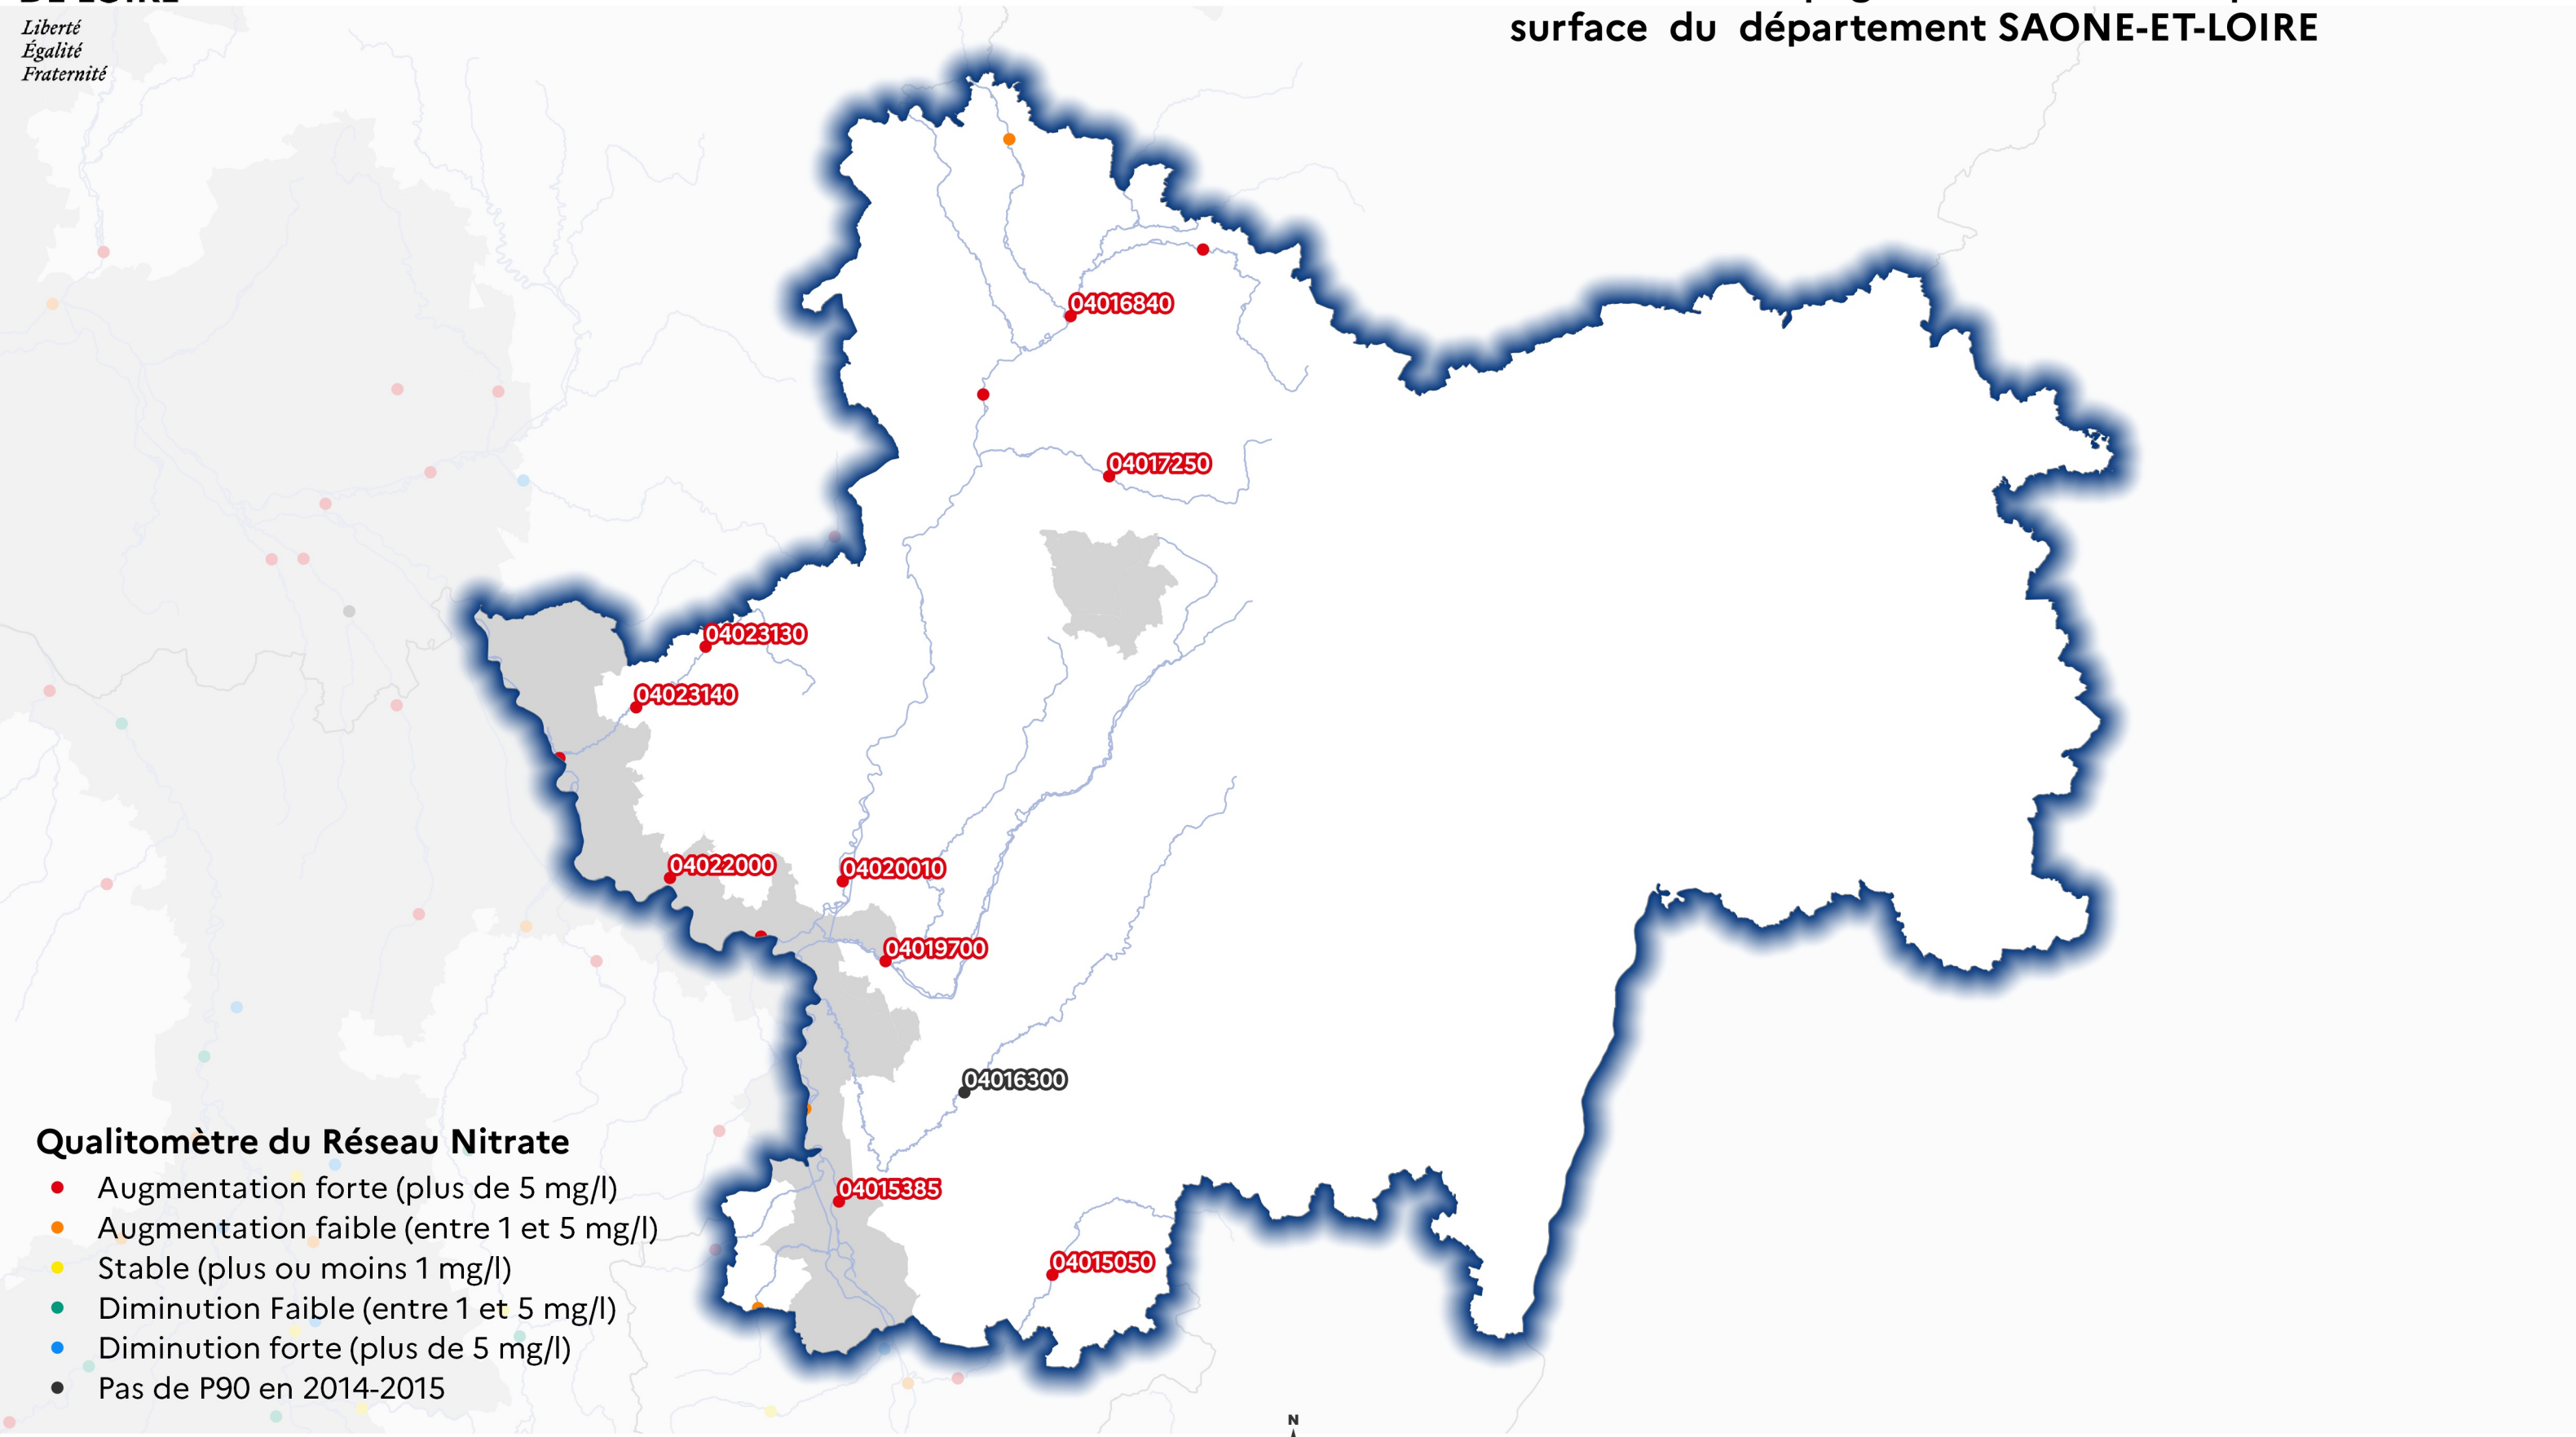 DE LOIRE
Liberté
Égalité
Fraternité
surface du département SAONE-ET-LOIRE
04016840
04017250
04023130
04023140
04022000
04020010
04019700
04016300
04015385
04015050
Qualitomètre du Réseau Nitrate
Augmentation forte (plus de 5 mg/l)
Augmentation faible (entre 1 et 5 mg/l)
Stable (plus ou moins 1 mg/l)
Diminution Faible (entre 1 et 5 mg/l)
Diminution forte (plus de 5 mg/l)
Pas de P90 en 2014-2015
N